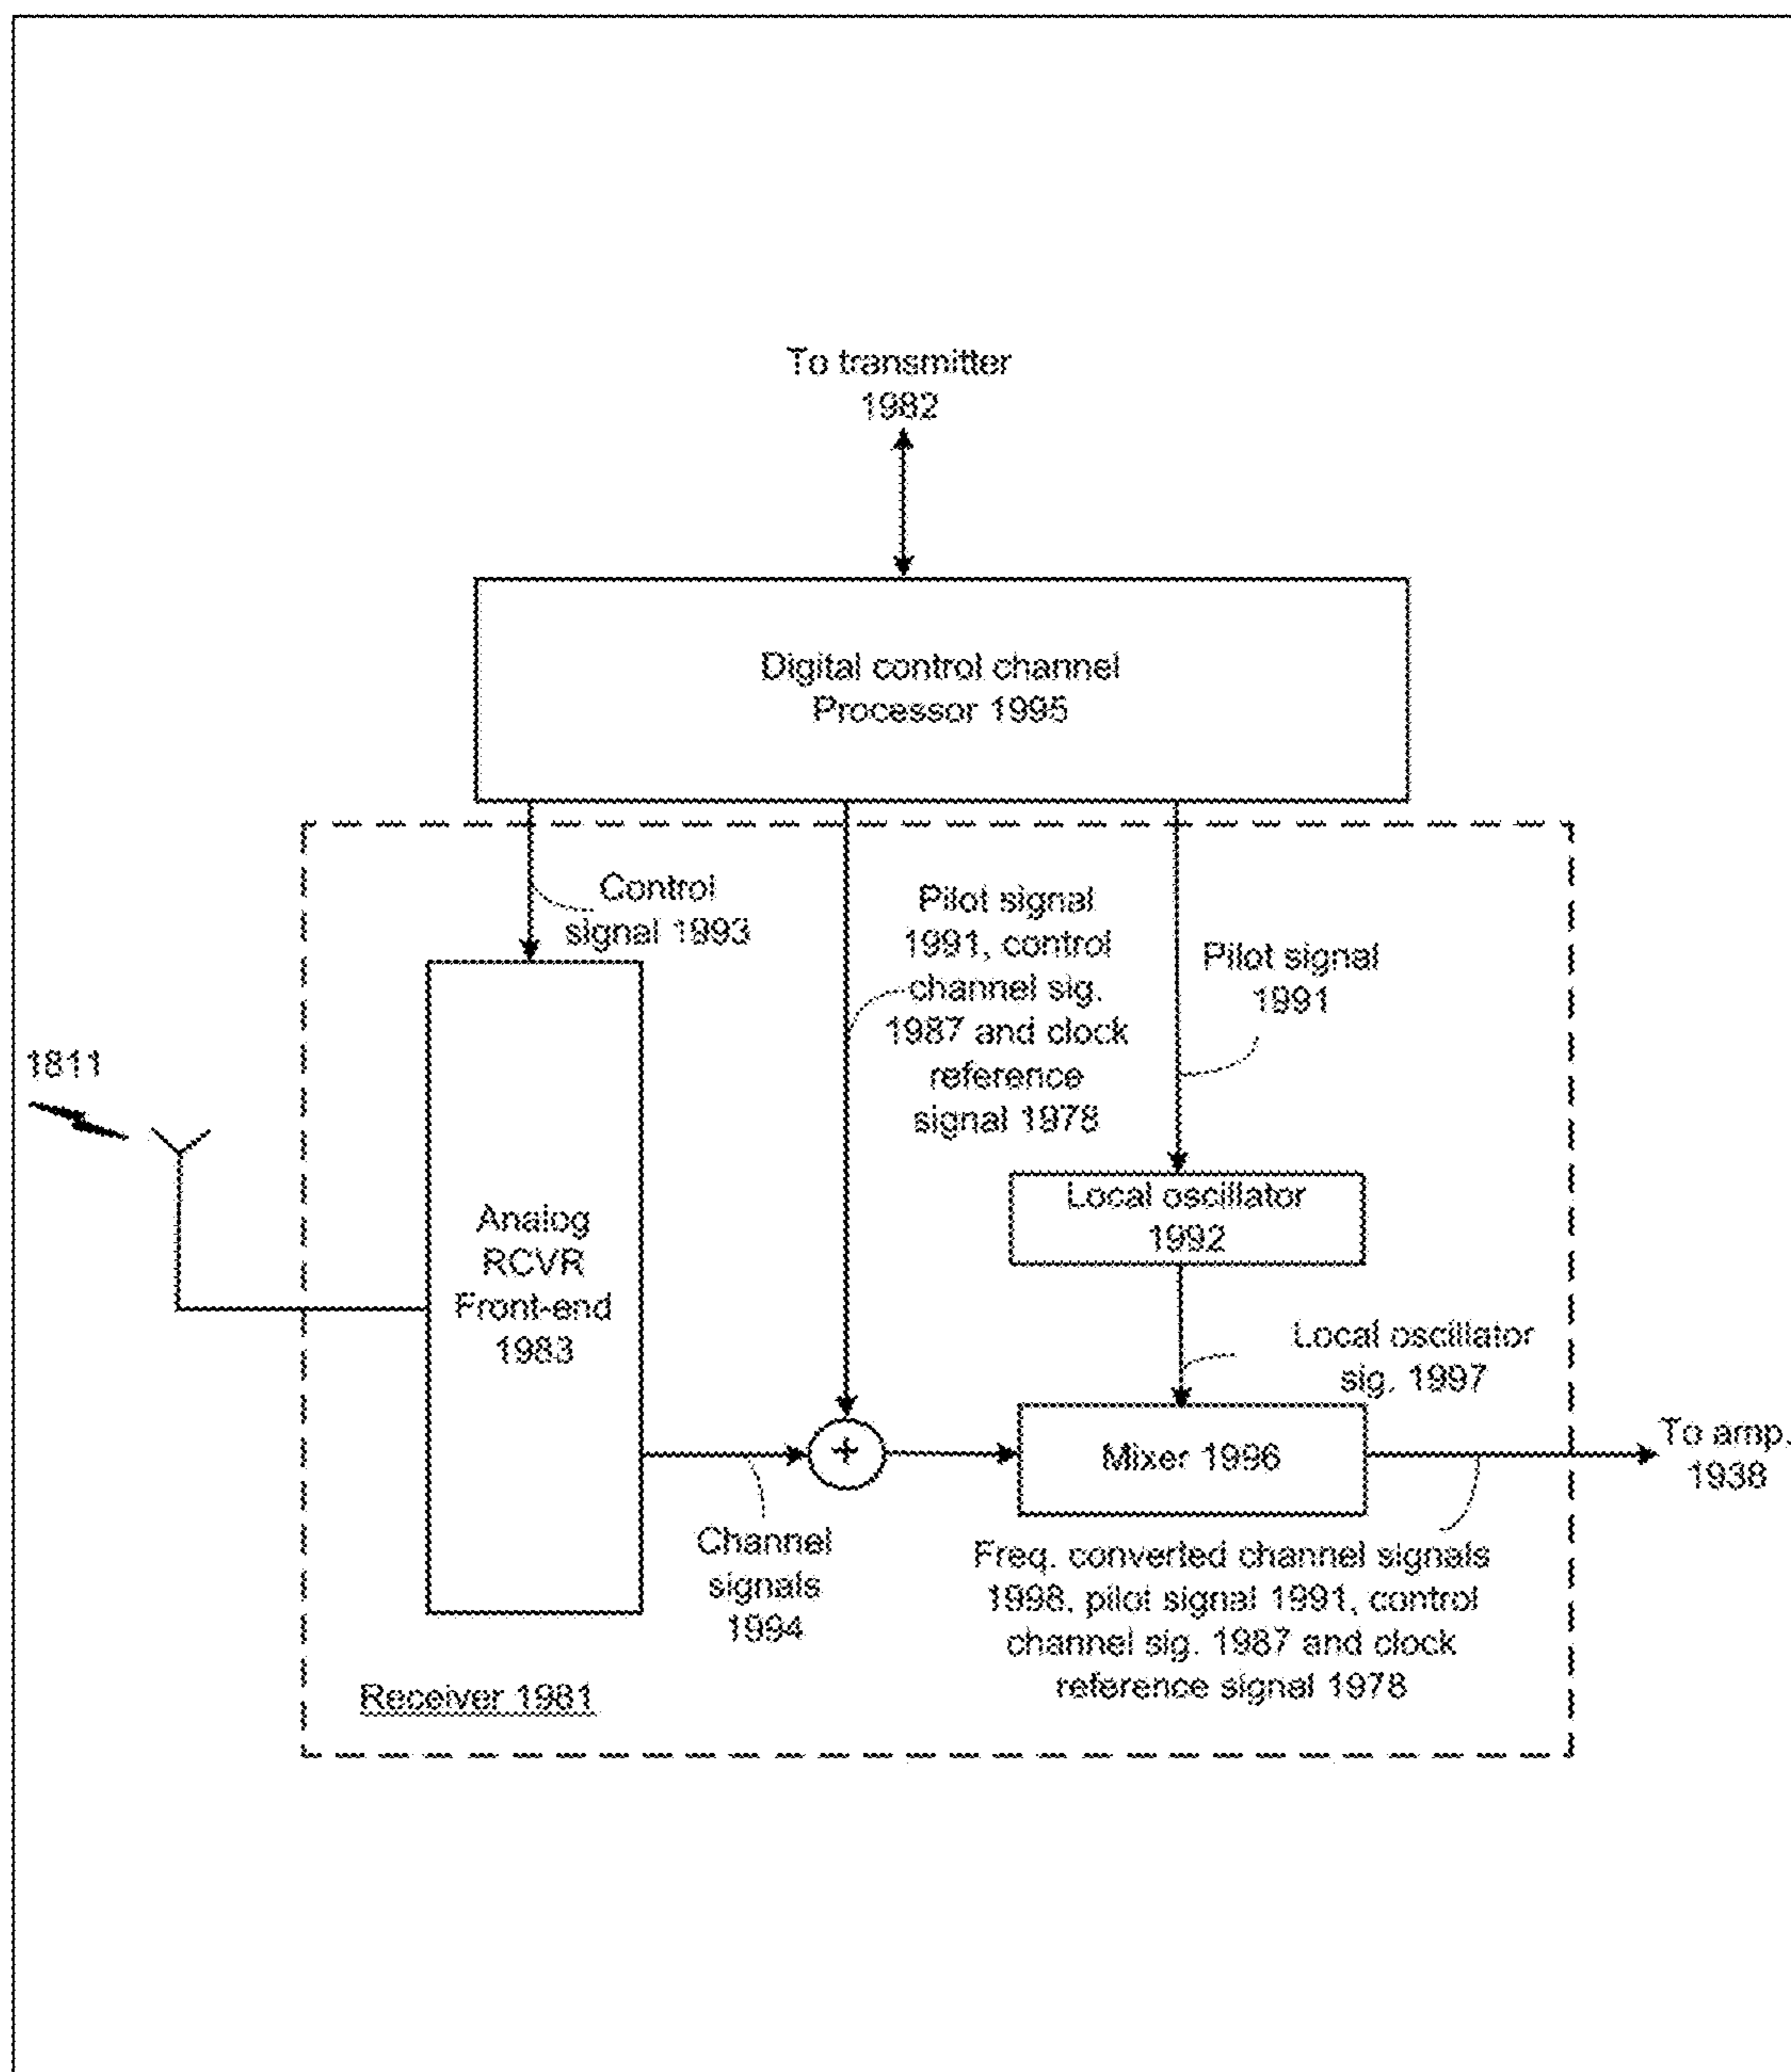 To transmitter
1982
Digital control channel
Processor 1995
Control
signal 1993
Pilot signal
1991, control
channel sig.
1987 and clock
reference
signal 1978
Pilot signal
1991
1811
Local oscillator
1992
Analog
RCVR
Front-end
1983
Local oscillator
sig. 1997
+
Mixer 1996
To amp.
1938
Channel
signals
1994
Freq. converted channel signals
1998, pilot signal 1991, control
channel sig. 1987 and clock
reference signal 1978
Receiver 1981